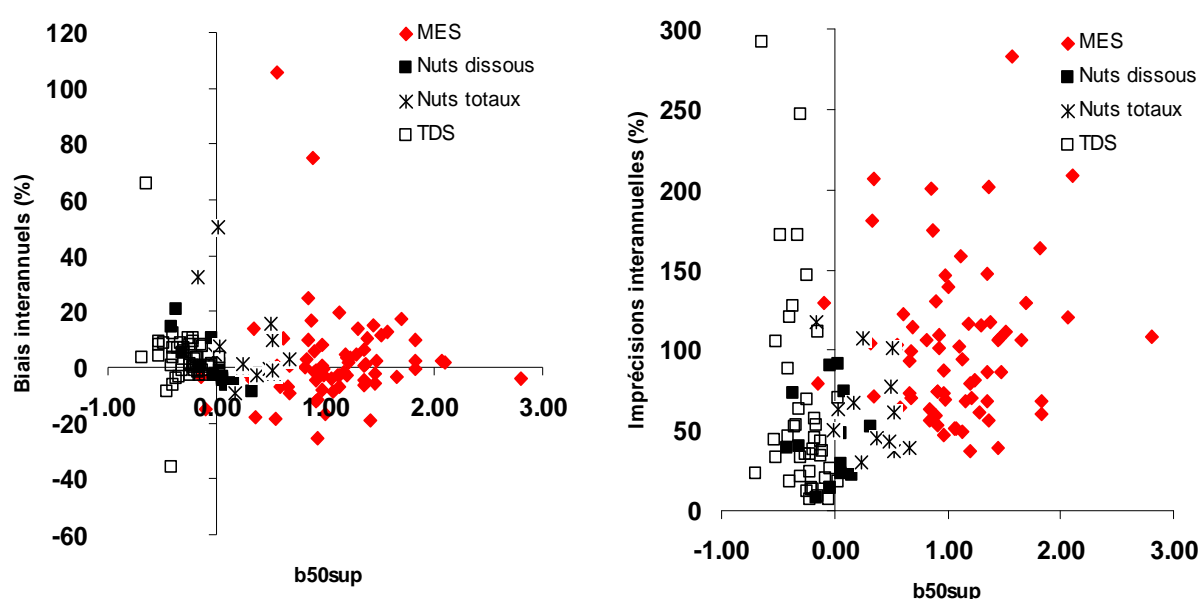 Biais interannuels (%)
120
100
80
60
40
20
0
-20
-40
-60
-1.00
0.00
1.00
2.00
3.00
b50sup
MES
Nuts dissous
Nuts totaux
TDS
Imprécisions interannuelles (%)
300
250
200
150
100
50
0
-1.00
0.00
1.00
2.00
3.00
b50sup
MES
Nuts dissous
Nuts totaux
TDS